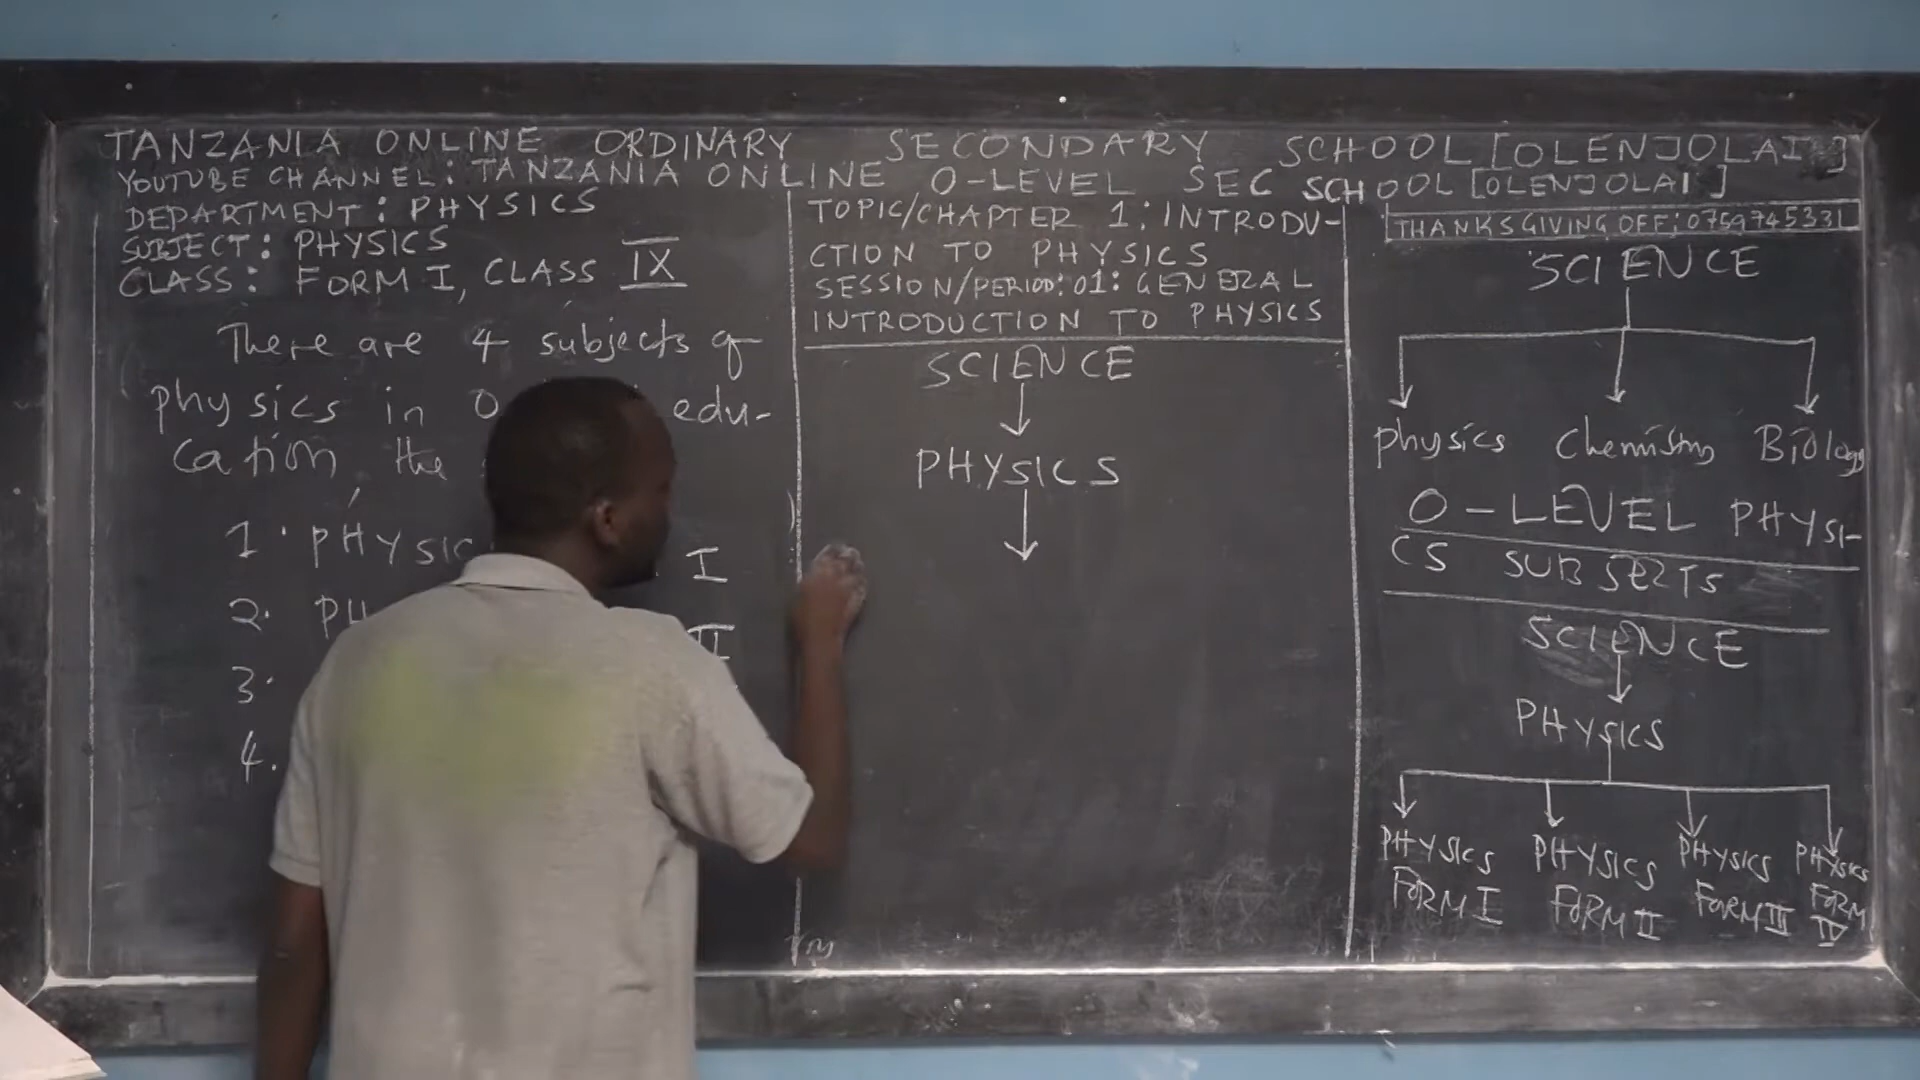 TANZANIA ONLINE ORDINARY SECONDARY SCHOOL [OLENJOLAI]
YOUTUBE CHANNEL: TANZANIA ONLINE O-LEVEL SEC SCHOOL [OLENJOLAI]
DEPARTMENT: PHYSICS
SUBJECT: PHYSICS
CLASS: FORM I, CLASS IX
There are 4 subjects of
physics in O edu-
cation, the
1. PHYSIC I
2. PH II
3.
4.
TOPIC/CHAPTER 1: INTRODU-
CTION TO PHYSICS
SESSION/PERIOD: 01: GENERAL
INTRODUCTION TO PHYSICS
SCIENCE
PHYSICS
THANKSGIVING OFF: 0759745331
SCIENCE
physics Chemistry Biology
O-LEVEL PHYSI-
CS SUBSETS
SCIENCE
PHYSICS
PHYSICS PHYSICS PHYSICS PHYSICS
FORM I FORM II FORM III FORM
IV